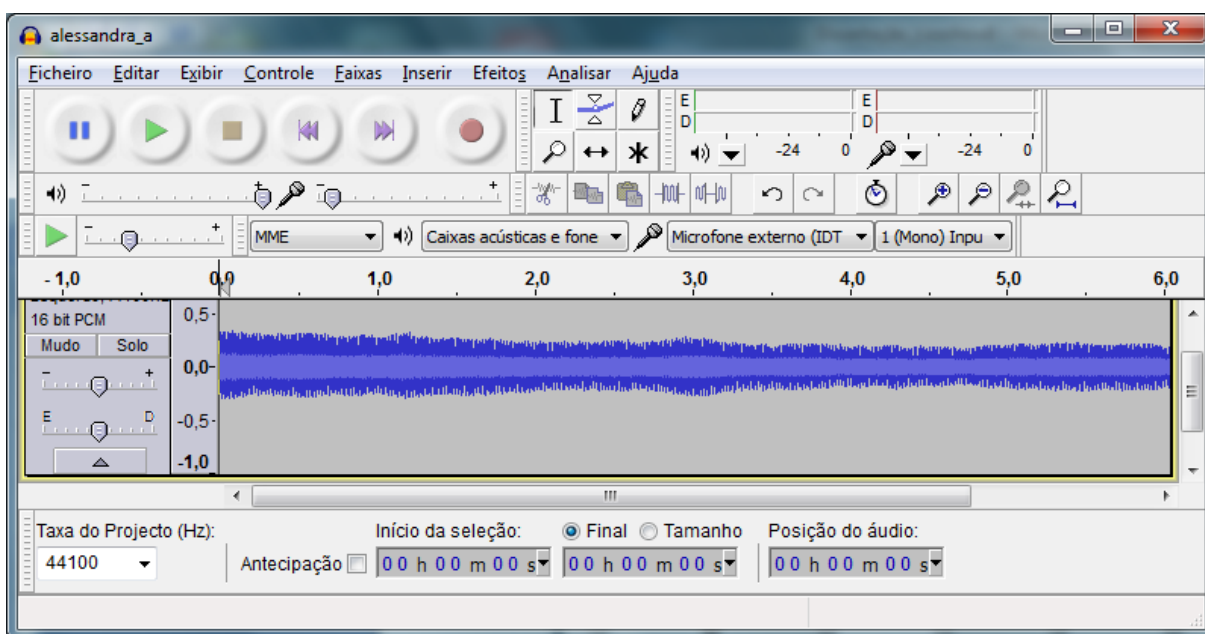 alessandra_a
Ficheiro Editar Exibir Controle Faixas Inserir Efeitos Analisar Ajuda
E E
D D
-24 0 -24 0
- +
- +
- + MME Caixas acústicas e fone Microfone externo (IDT 1 (Mono) Inpu
- 1,0 0,0 1,0 2,0 3,0 4,0 5,0 6,0
16 bit PCM 0,5
Mudo Solo
- + 0,0
E D -0,5
-1,0
Taxa do Projecto (Hz): Início da seleção: Final Tamanho Posição do áudio:
44100 Antecipação 00 h 00 m 00 s 00 h 00 m 00 s 00 h 00 m 00 s